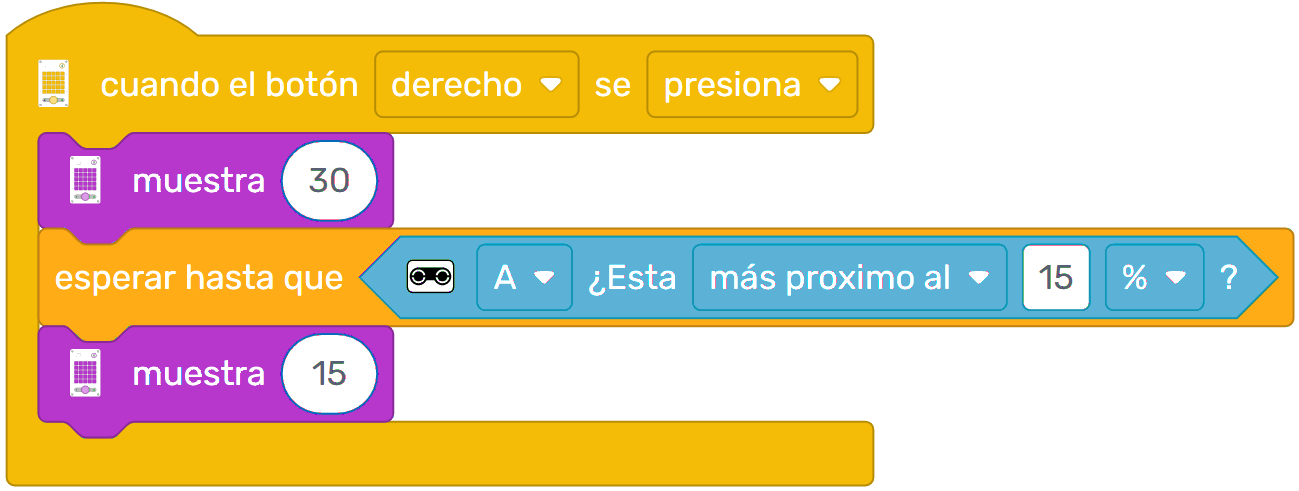 cuando el botón derecho se presiona
muestra 30
esperar hasta que A ¿Esta más proximo al 15 % ?
muestra 15